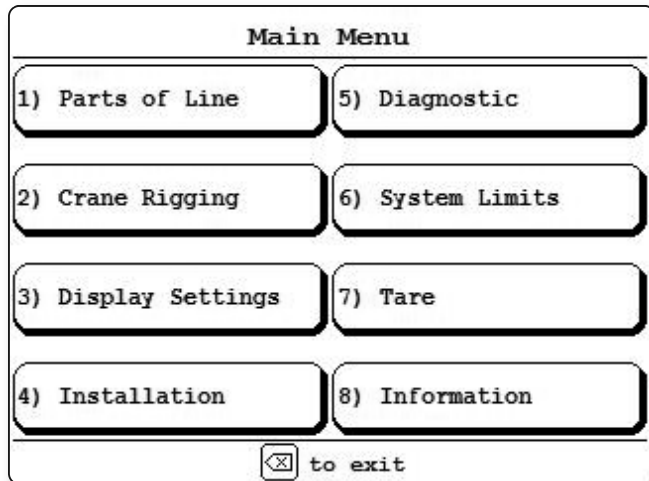 Main Menu
1) Parts of Line
5) Diagnostic
2) Crane Rigging
6) System Limits
3) Display Settings
7) Tare
4) Installation
8) Information
to exit